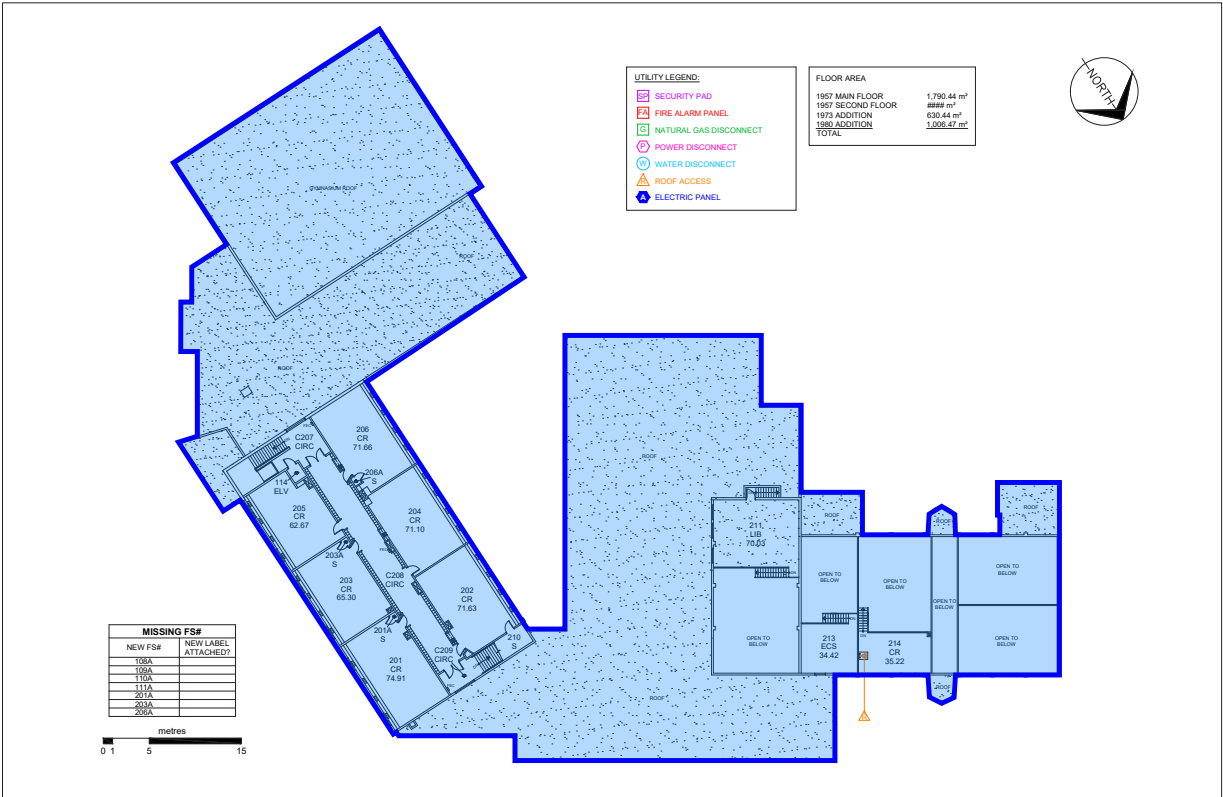 UTILITY LEGEND:
SP SECURITY PAD
FA FIRE ALARM PANEL
G NATURAL GAS DISCONNECT
P POWER DISCONNECT
W WATER DISCONNECT
R ROOF ACCESS
A ELECTRIC PANEL
FLOOR AREA
1957 MAIN FLOOR 1,790.44 m²
1957 SECOND FLOOR #### m²
1973 ADDITION 630.44 m²
1980 ADDITION 1,006.47 m²
TOTAL
NORTH
GYMNASIUM ROOF
ROOF
ROOF
C207
CIRC
206
CR
71.66
206A
S
114
ELV
205
CR
62.67
204
CR
71.10
203A
S
203
CR
65.30
C208
CIRC
202
CR
71.63
201A
S
201
CR
74.91
C209
CIRC
210
S
ROOF
ROOF
211
LIB
70.03
OPEN TO
BELOW
ROOF
OPEN TO
BELOW
213
ECS
34.42
OPEN TO
BELOW
214
CR
35.22
ROOF
OPEN TO
BELOW
ROOF
ROOF
OPEN TO
BELOW
OPEN TO
BELOW
R
MISSING FS#
NEW FS# NEW LABEL
ATTACHED?
108A
109A
110A
111A
201A
203A
206A
metres
0 1 5 15